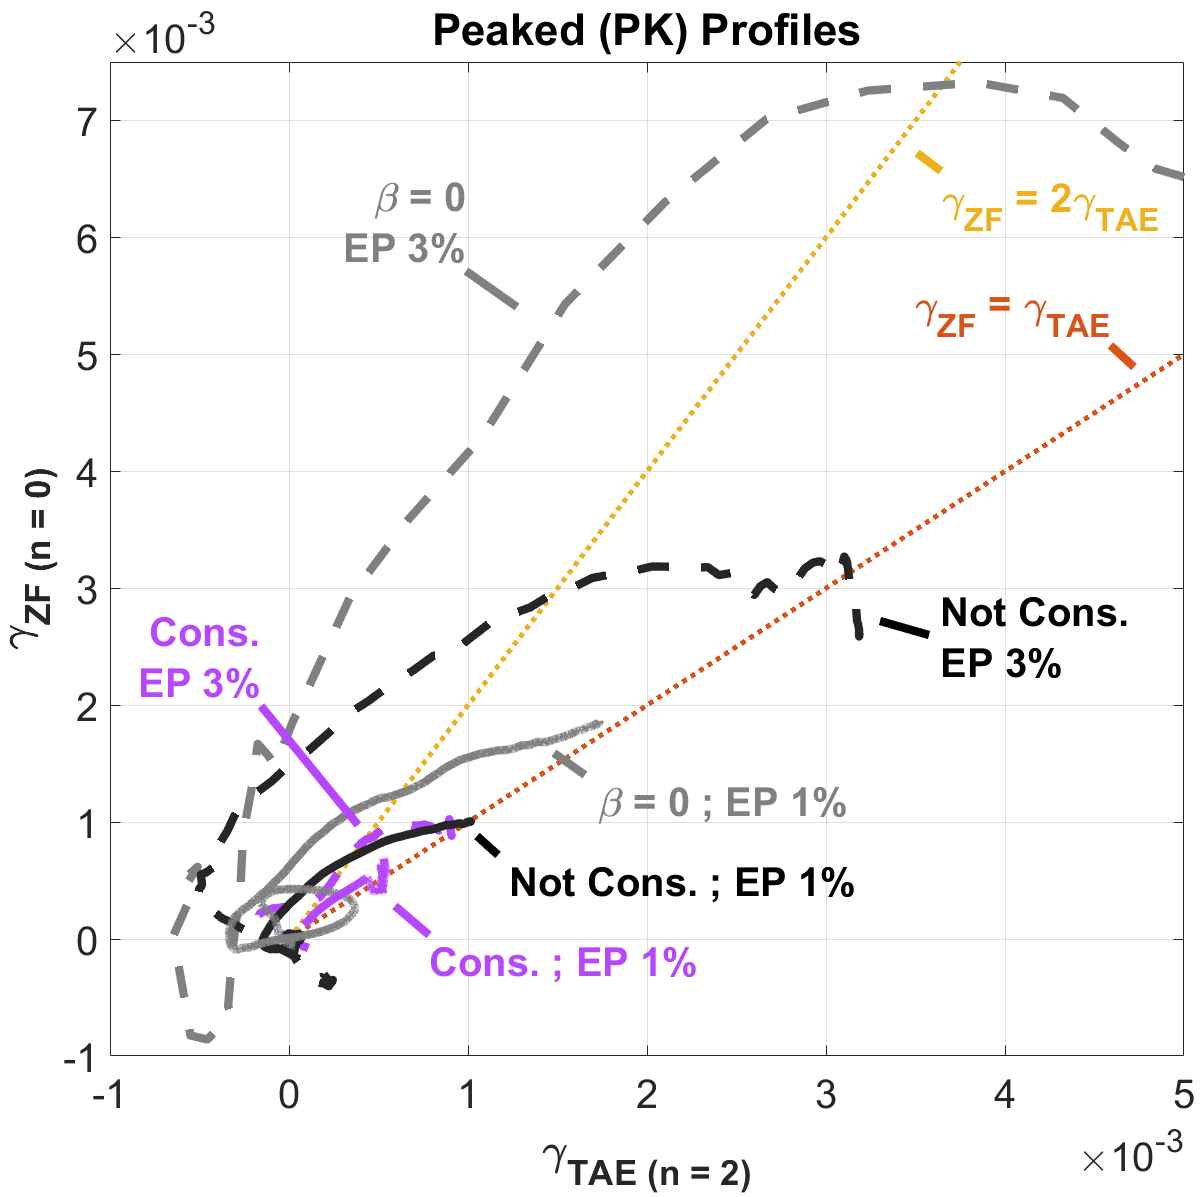 Peaked (PK) Profiles
×10⁻³
7
6
5
4
3
2
1
0
-1
γZF (n = 0)
β = 0
EP 3%
γZF = 2γTAE
γZF = γTAE
Not Cons.
EP 3%
Cons.
EP 3%
β = 0 ; EP 1%
Not Cons. ; EP 1%
Cons. ; EP 1%
-1 0 1 2 3 4 5
×10⁻³
γTAE (n = 2)